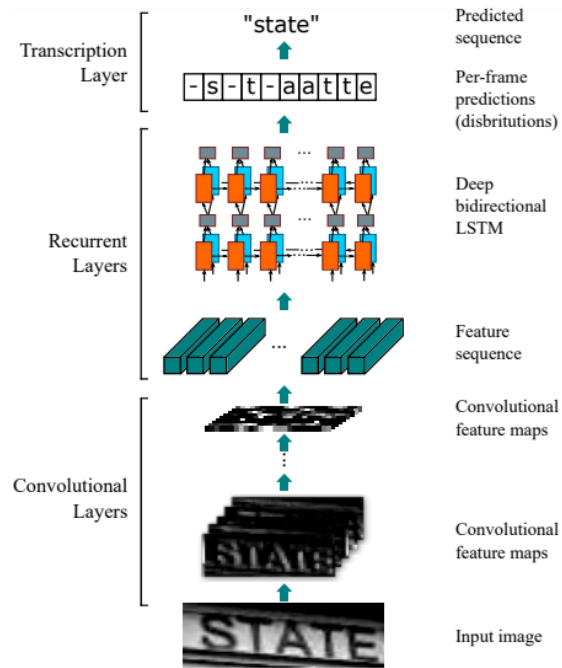 "state"
Predicted sequence
Transcription Layer
-s-t-aatte
Per-frame predictions (disbritutions)
...
...
...
...
Recurrent Layers
Deep bidirectional LSTM
...
Feature sequence
Convolutional feature maps
...
Convolutional Layers
STATE
Convolutional feature maps
STATE
Input image